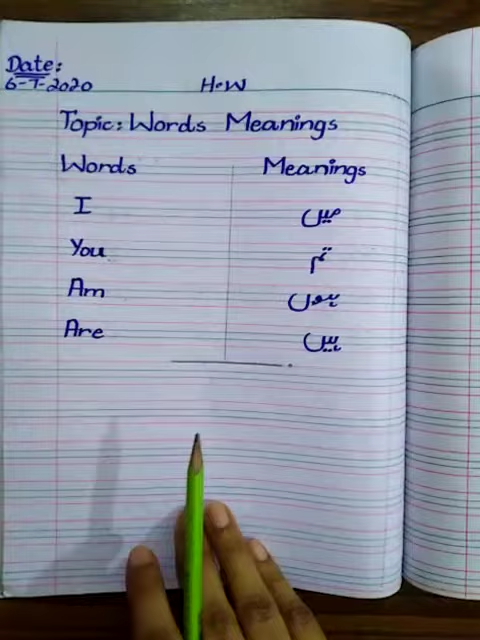 Date:
6-7-2020 H.W
Topic: Words Meanings
Words Meanings
I میں
You تم
Am ہوں
Are ہیں